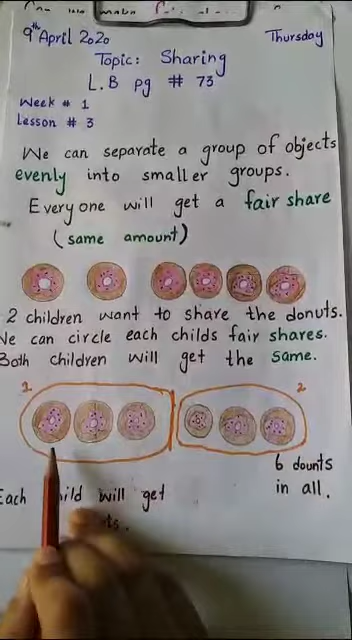 9th April 2020 Thursday
Topic: Sharing
L.B pg # 73
Week # 1
Lesson # 3
We can separate a group of objects
evenly into smaller groups.
Everyone will get a fair share
(same amount)
2 children want to share the donuts.
We can circle each childs fair shares.
Both children will get the same.
1 2
6 dounts
in all.
Each child will get